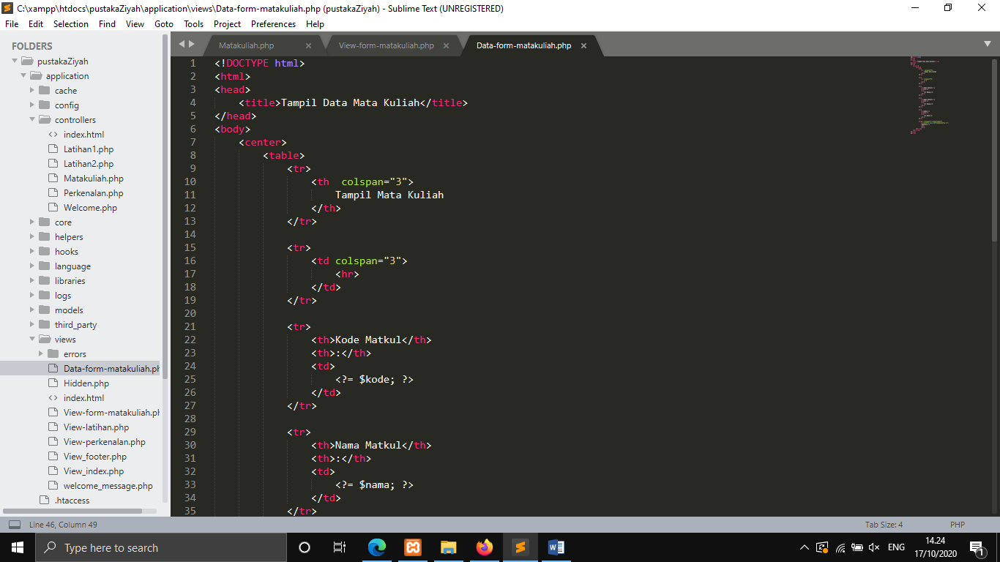 C:\xampp\htdocs\pustakaZiyah\application\views\Data-form-matakuliah.php (pustakaZiyah) - Sublime Text (UNREGISTERED)
File Edit Selection Find View Goto Tools Project Preferences Help
FOLDERS
pustakaZiyah
application
cache
config
controllers
index.html
Latihan1.php
Latihan2.php
Matakuliah.php
Perkenalan.php
Welcome.php
core
helpers
hooks
language
libraries
logs
models
third_party
views
errors
Data-form-matakuliah.ph
Hidden.php
index.html
View-form-matakuliah.ph
View-latihan.php
View-perkenalan.php
View_footer.php
View_index.php
welcome_message.php
.htaccess
Matakuliah.php View-form-matakuliah.php Data-form-matakuliah.php
1 <!DOCTYPE html>
2 <html>
3 <head>
4 <title>Tampil Data Mata Kuliah</title>
5 </head>
6 <body>
7 <center>
8 <table>
9 <tr>
10 <th  colspan="3">
11 Tampil Mata Kuliah
12 </th>
13 </tr>
14
15 <tr>
16 <td colspan="3">
17 <hr>
18 </td>
19 </tr>
20
21 <tr>
22 <th>Kode Matkul</th>
23 <th>:</th>
24 <td>
25 <?= $kode; ?>
26 </td>
27 </tr>
28
29 <tr>
30 <th>Nama Matkul</th>
31 <th>:</th>
32 <td>
33 <?= $nama; ?>
34 </td>
35 </tr>
Line 46, Column 49 Tab Size: 4 PHP
Type here to search
ENG
14.24
17/10/2020
1